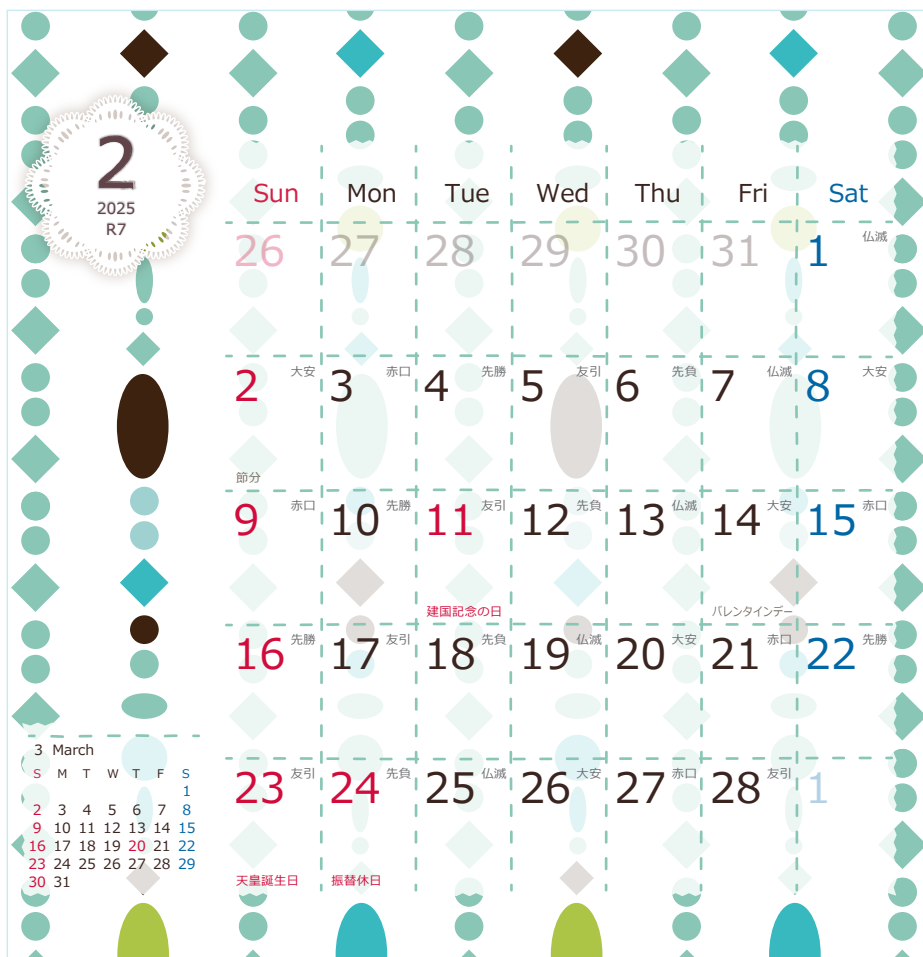 2
2025
R7
Sun Mon Tue Wed Thu Fri Sat
26 27 28 29 30 31 1 仏滅
2 大安 3 赤口 4 先勝 5 友引 6 先負 7 仏滅 8 大安
節分
9 赤口 10 先勝 11 友引 12 先負 13 仏滅 14 大安 15 赤口
建国記念の日 バレンタインデー
16 先勝 17 友引 18 先負 19 仏滅 20 大安 21 赤口 22 先勝
23 友引 24 先負 25 仏滅 26 大安 27 赤口 28 友引 1
天皇誕生日 振替休日
3 March
S M T W T F S
1
2 3 4 5 6 7 8
9 10 11 12 13 14 15
16 17 18 19 20 21 22
23 24 25 26 27 28 29
30 31